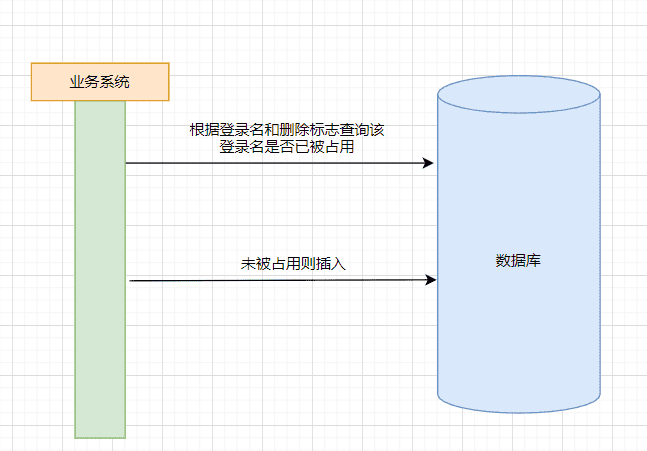 业务系统
根据登录名和删除标志查询该
登录名是否已被占用
未被占用则插入
数据库